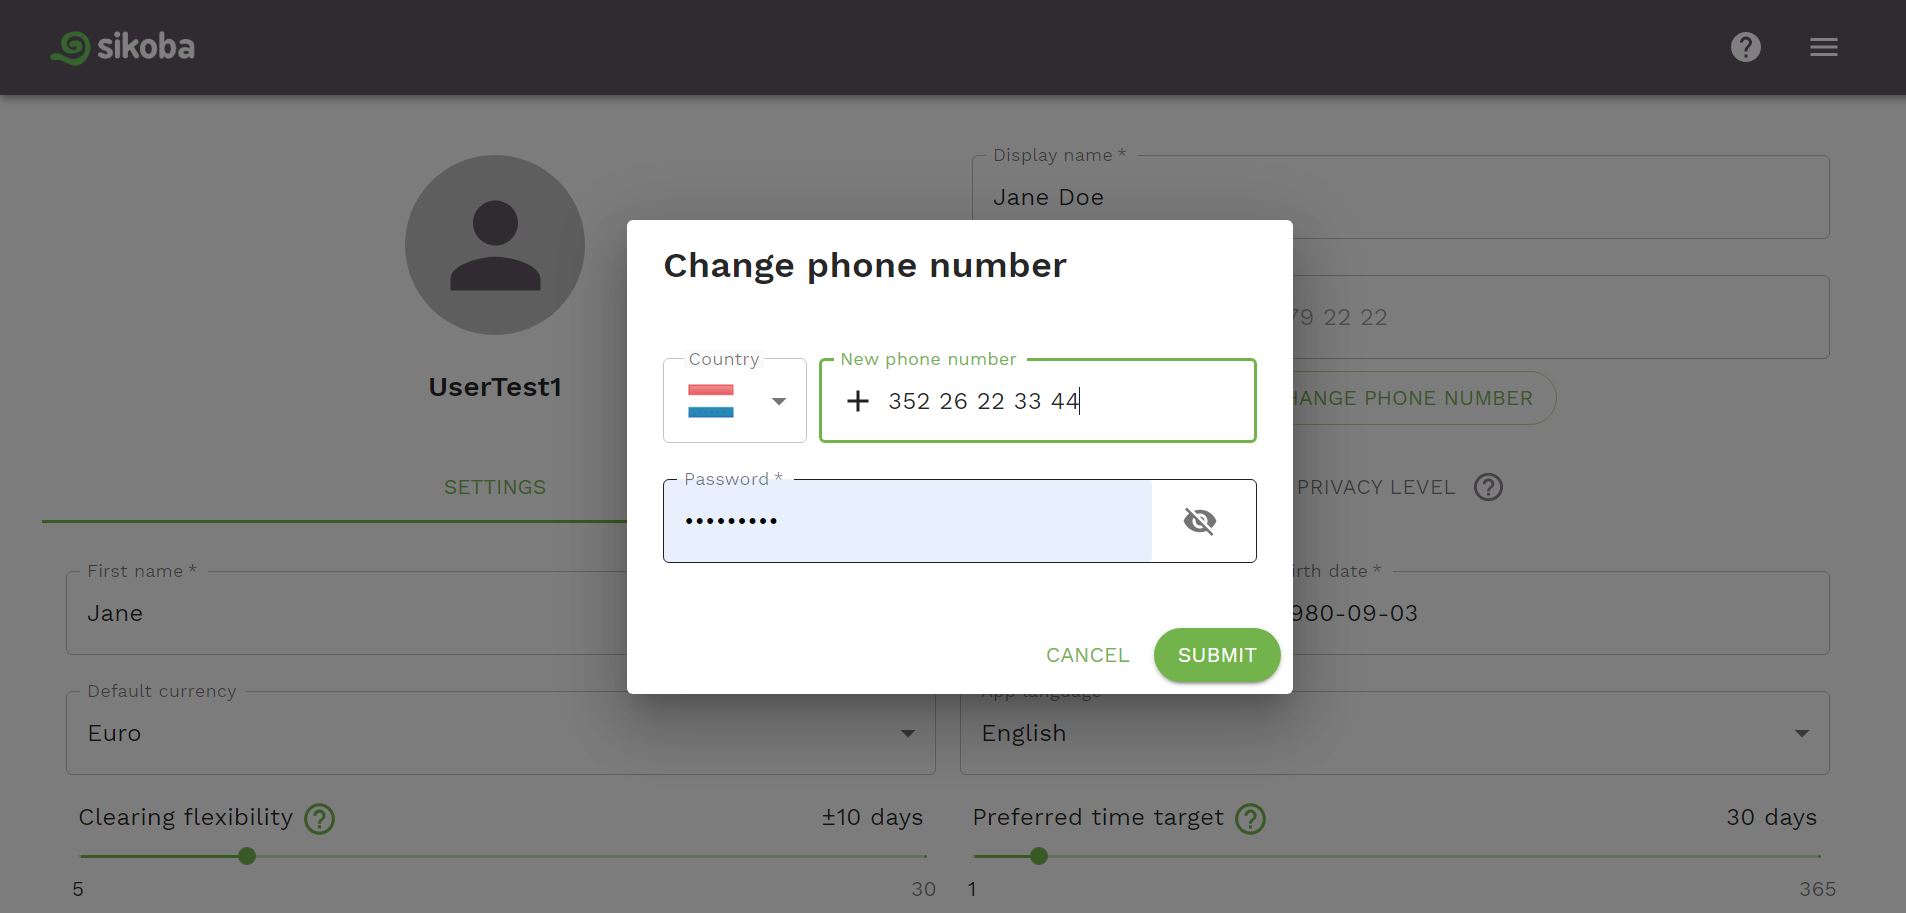 sikoba
Display name *
Jane Doe
UserTest1
79 22 22
HANGE PHONE NUMBER
Change phone number
Country
New phone number
+ 352 26 22 33 44
Password *
•••••••••
CANCEL
SUBMIT
SETTINGS
PRIVACY LEVEL
First name *
Jane
irth date *
980-09-03
Default currency
Euro
App language
English
Clearing flexibility
±10 days
5
30
Preferred time target
30 days
1
365